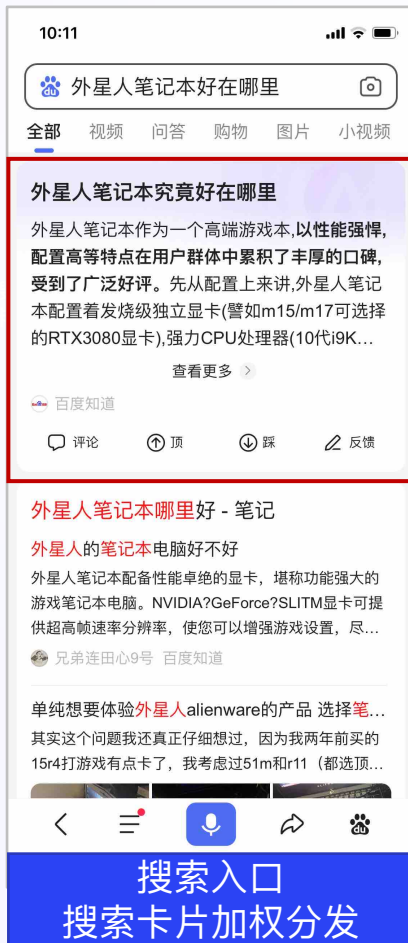 10:11
外星人笔记本好在哪里
全部 视频 问答 购物 图片 小视频
外星人笔记本究竟好在哪里
外星人笔记本作为一个高端游戏本,以性能强悍,
配置高等特点在用户群体中累积了丰厚的口碑,
受到了广泛好评。先从配置上来讲,外星人笔记
本配置着发烧级独立显卡(譬如m15/m17可选择
的RTX3080显卡),强力CPU处理器(10代i9K...
查看更多
百度知道
评论 顶 踩 反馈
外星人笔记本哪里好 - 笔记
外星人的笔记本电脑好不好
外星人笔记本配备性能卓绝的显卡，堪称功能强大的
游戏笔记本电脑。NVIDIA?GeForce?SLITM显卡可提
供超高帧速率分辨率，使您可以增强游戏设置，尽...
兄弟连田心9号 百度知道
单纯想要体验外星人alienware的产品 选择笔...
其实这个问题我还真正仔细想过，因为我两年前买的
15r4打游戏有点卡了，我考虑过51m和r11（都选顶...
du
搜索入口
搜索卡片加权分发